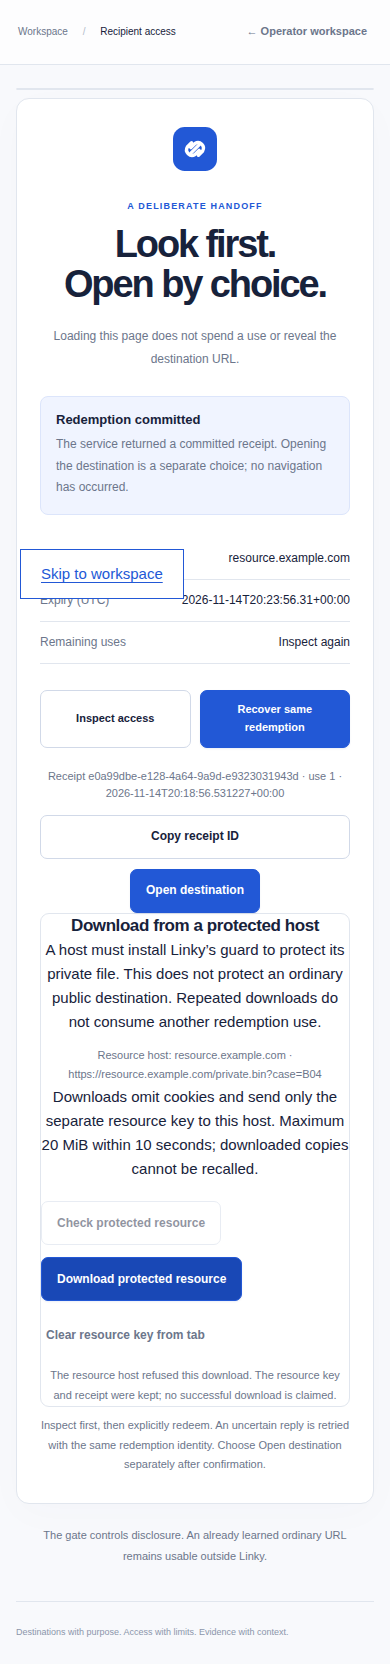 Workspace / Recipient access ← Operator workspace
A DELIBERATE HANDOFF
Look first.
Open by choice.
Loading this page does not spend a use or reveal the
destination URL.
Redemption committed
The service returned a committed receipt. Opening
the destination is a separate choice; no navigation
has occurred.
resource.example.com
Skip to workspace
Expiry (UTC) 2026-11-14T20:23:56.31+00:00
Remaining uses Inspect again
Inspect access
Recover same
redemption
Receipt e0a99dbe-e128-4a64-9a9d-e9323031943d · use 1 ·
2026-11-14T20:18:56.531227+00:00
Copy receipt ID
Open destination
Download from a protected host
A host must install Linky’s guard to protect its
private file. This does not protect an ordinary
public destination. Repeated downloads do
not consume another redemption use.
Resource host: resource.example.com ·
https://resource.example.com/private.bin?case=B04
Downloads omit cookies and send only the
separate resource key to this host. Maximum
20 MiB within 10 seconds; downloaded copies
cannot be recalled.
Check protected resource
Download protected resource
Clear resource key from tab
The resource host refused this download. The resource key
and receipt were kept; no successful download is claimed.
Inspect first, then explicitly redeem. An uncertain reply is retried
with the same redemption identity. Choose Open destination
separately after confirmation.
The gate controls disclosure. An already learned ordinary URL
remains usable outside Linky.
Destinations with purpose. Access with limits. Evidence with context.